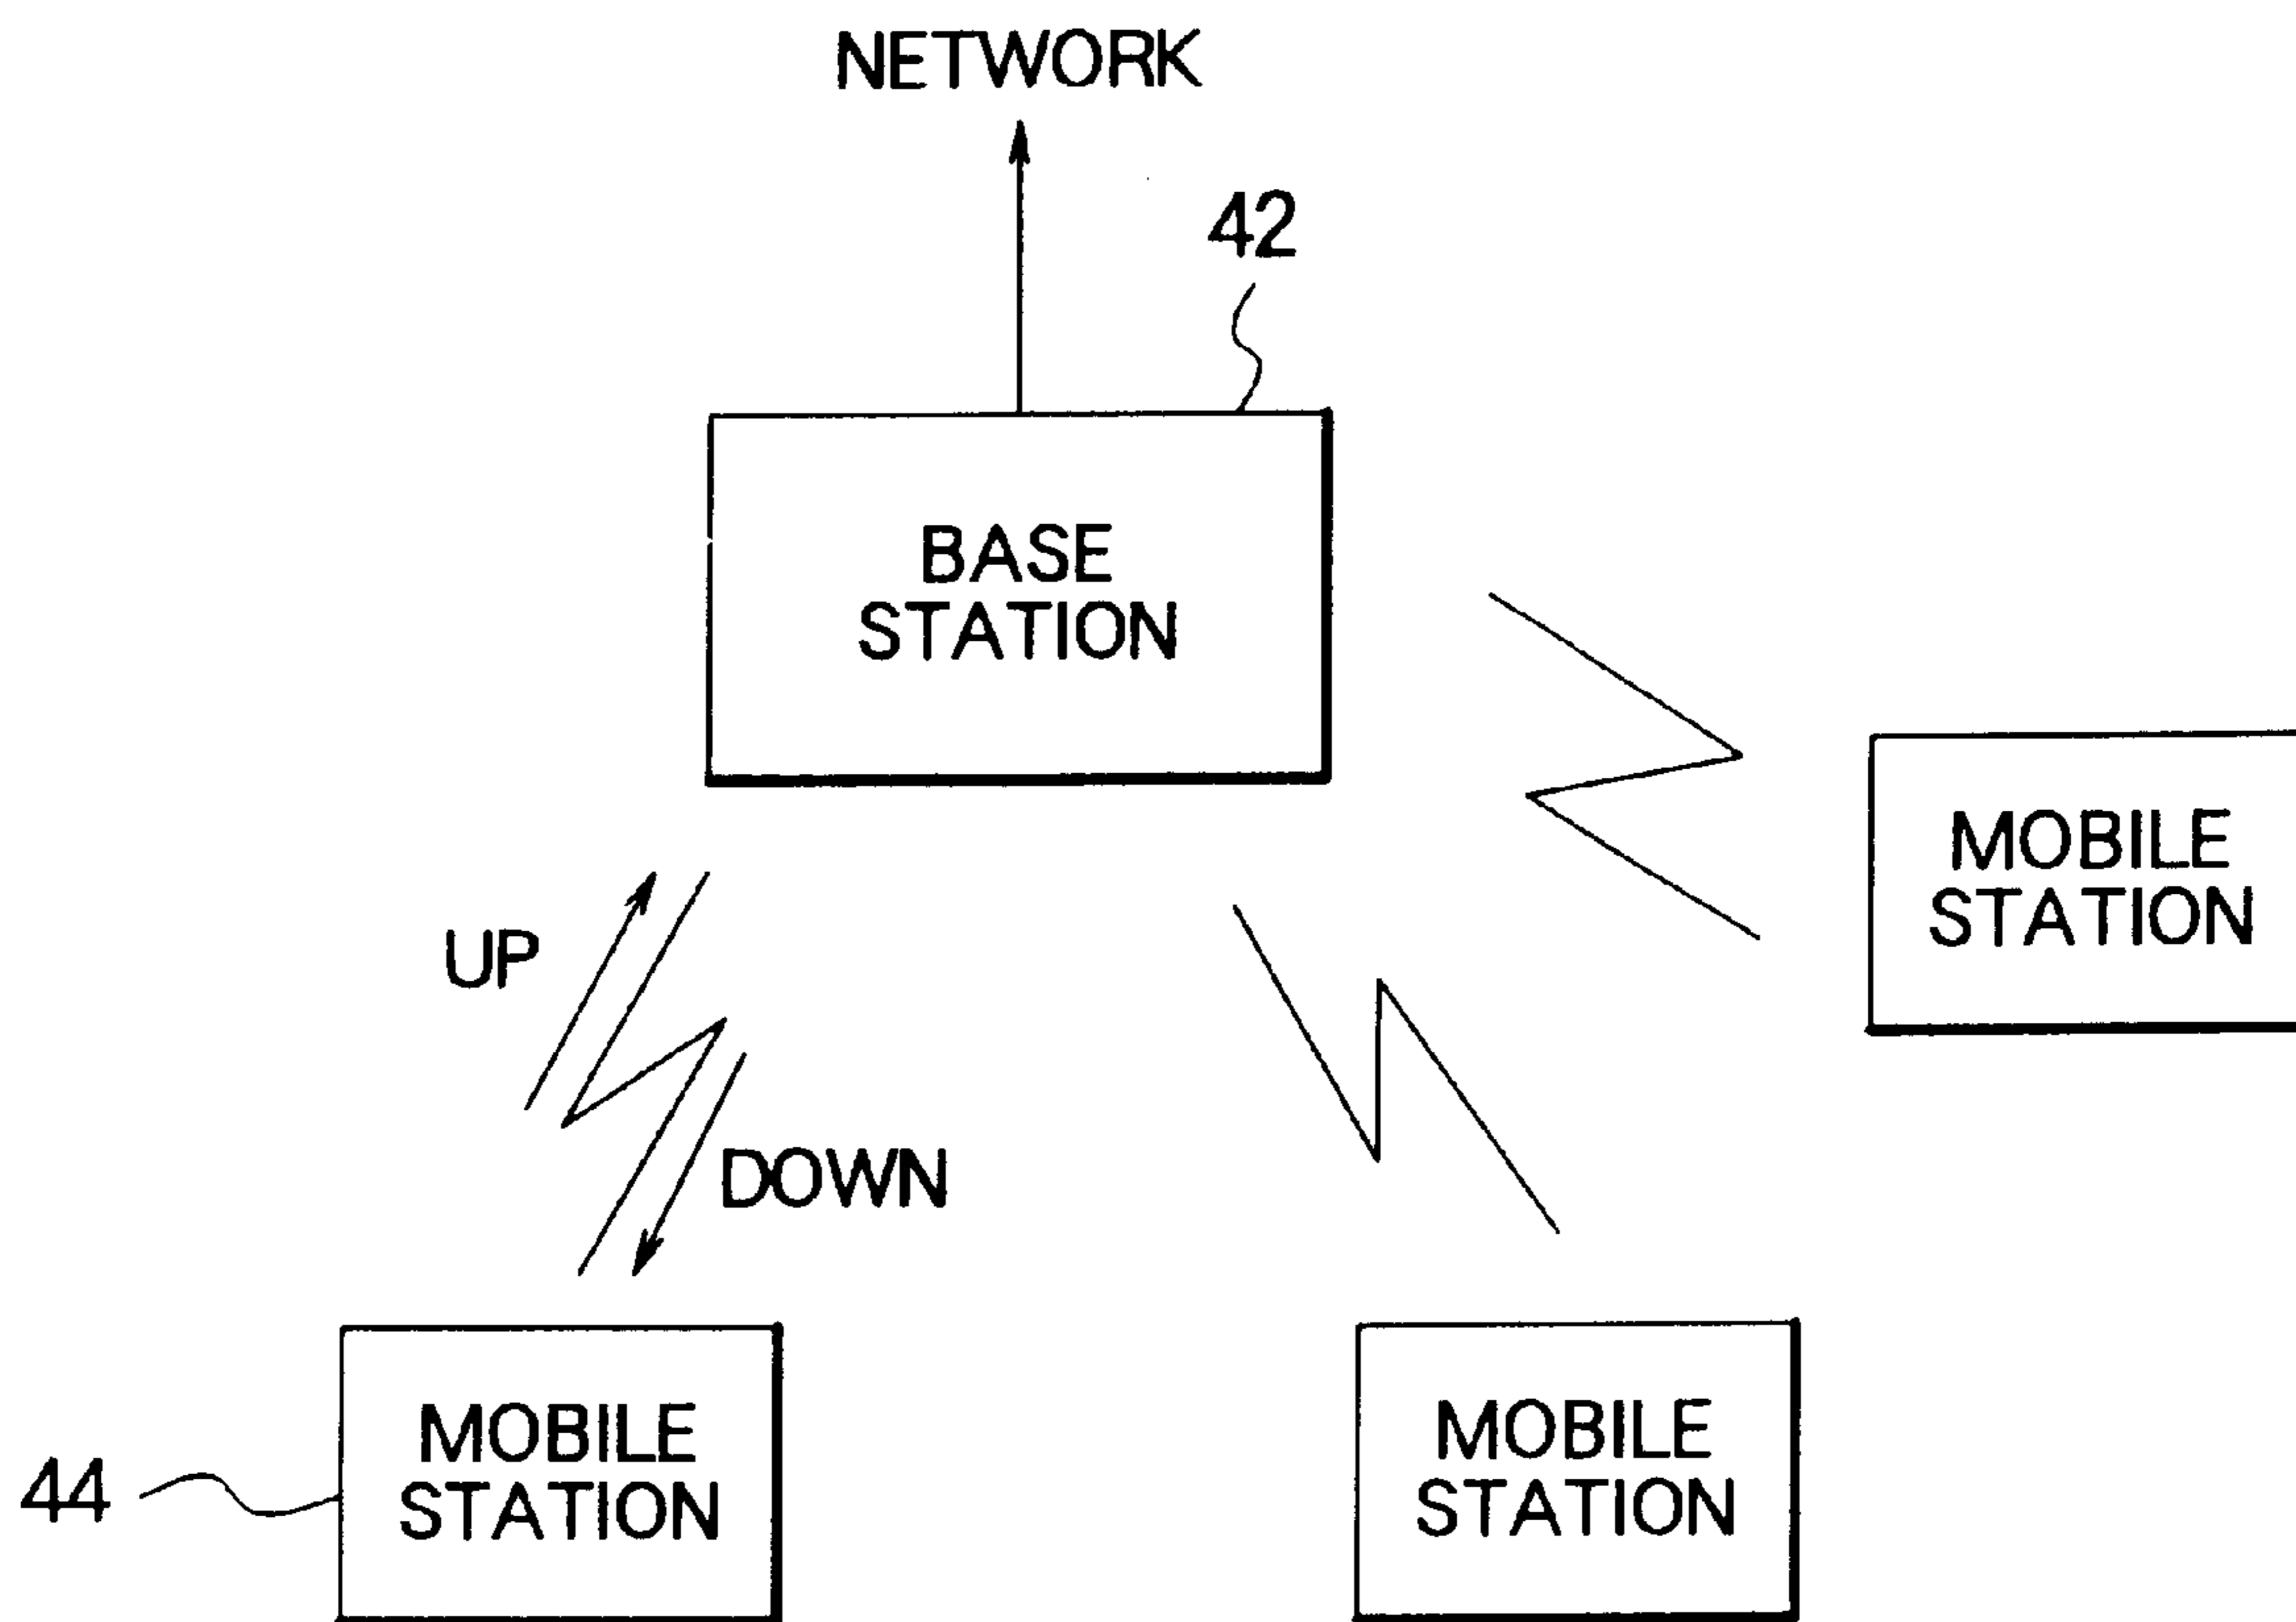 NETWORK
42
BASE
STATION
MOBILE
STATION
UP
DOWN
MOBILE
STATION
44
MOBILE
STATION